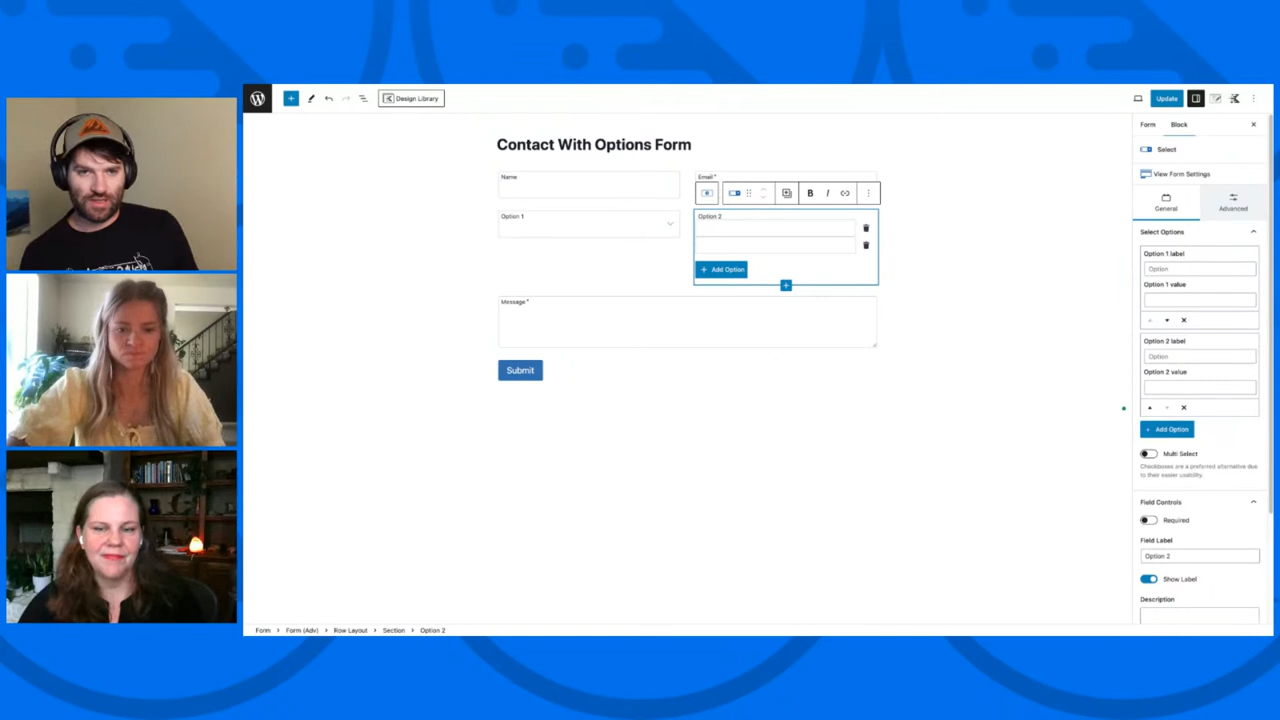 Design Library
Update
Form
Block
Contact With Options Form
Select
View Form Settings
Name
Email *
B
I
General
Advanced
Option 1
Option 2
Add Option
Message *
Submit
Select Options
Option 1 label
Option
Option 1 value
Option 2 label
Option
Option 2 value
Add Option
Multi Select
Checkboxes are a preferred alternative due
to their easier usability.
Field Controls
Required
Field Label
Option 2
Show Label
Description
Form > Form (Adv) > Row Layout > Section > Option 2